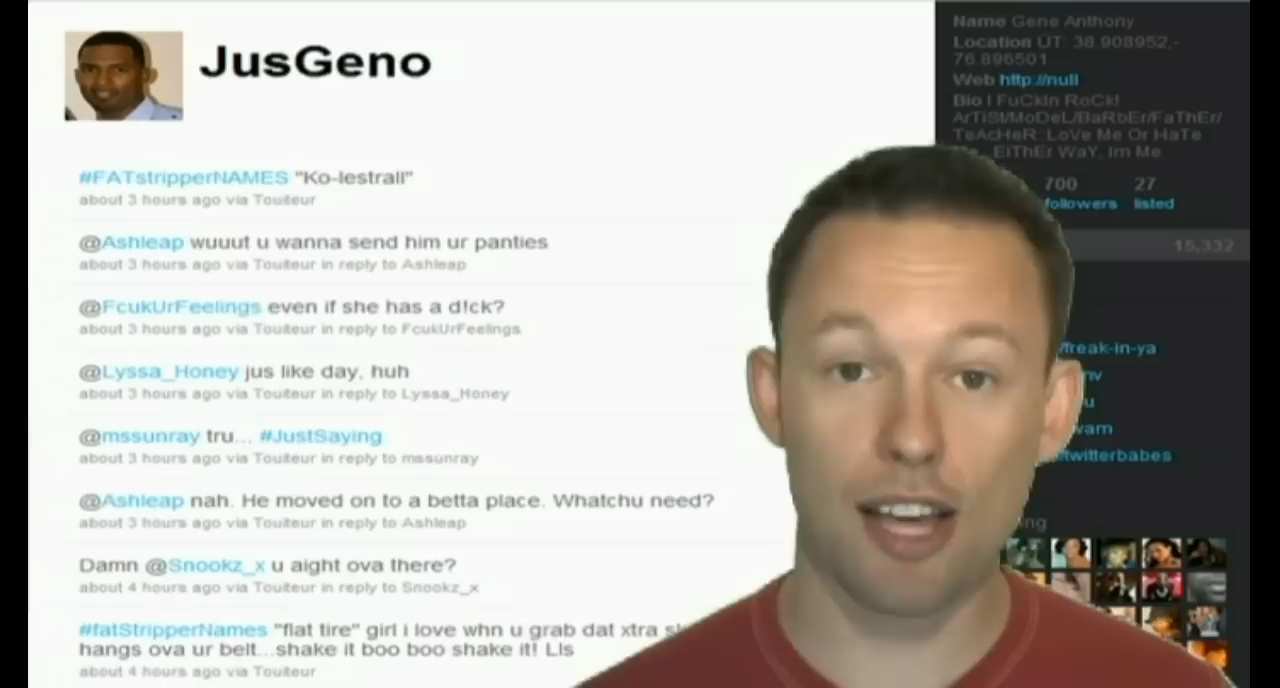 JusGeno
#FATstripperNAMES "Ko-lestrall"
about 3 hours ago via Touiteur
@Ashleap wuuut u wanna send him ur panties
about 3 hours ago via Touiteur in reply to Ashleap
@FcukUrFeelings even if she has a d!ck?
about 3 hours ago via Touiteur in reply to FcukUrFeelings
@Lyssa_Honey jus like day, huh
about 3 hours ago via Touiteur in reply to Lyssa_Honey
@mssunray tru... #JustSaying
about 3 hours ago via Touiteur in reply to mssunray
@Ashleap nah. He moved on to a betta place. Whatchu need?
about 3 hours ago via Touiteur in reply to Ashleap
Damn @Snookz_x u aight ova there?
about 4 hours ago via Touiteur in reply to Snookz_x
#fatStripperNames "flat tire" girl i love whn u grab dat xtra
hangs ova ur belt...shake it boo boo shake it! Lls
about 4 hours ago via Touiteur
Name Gene Anthony
Location ÜT: 38.908952,-
76.896501
Web http://null
Bio I FuCkIn RoCk!
ArTiSt/MoDeL/BaRbEr/FaThEr/
TeAcHeR. LoVe Me Or HaTe
Me.. EiThEr WaY, Im Me.
700 27
followers listed
15,332
/freak-in-ya
/twitterbabes